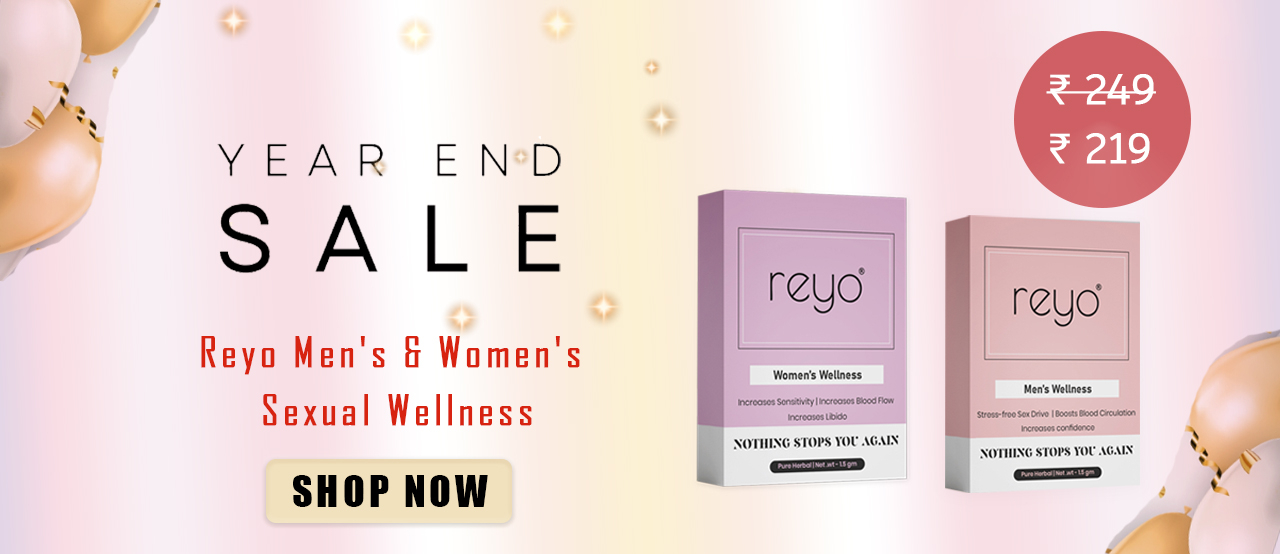 YEAR END
SALE
Reyo Men's & Women's
Sexual Wellness
SHOP NOW
₹ 249
₹ 219
reyo®
Women's Wellness
Increases Sensitivity | Increases Blood Flow
Increases Libido
NOTHING STOPS YOU AGAIN
Pure Herbal | Net .wt - 1.5 gm
reyo®
Men's Wellness
Stress-free Sex Drive | Boosts Blood Circulation
Increases confidence
NOTHING STOPS YOU AGAIN
Pure Herbal | Net .wt - 1.5 gm